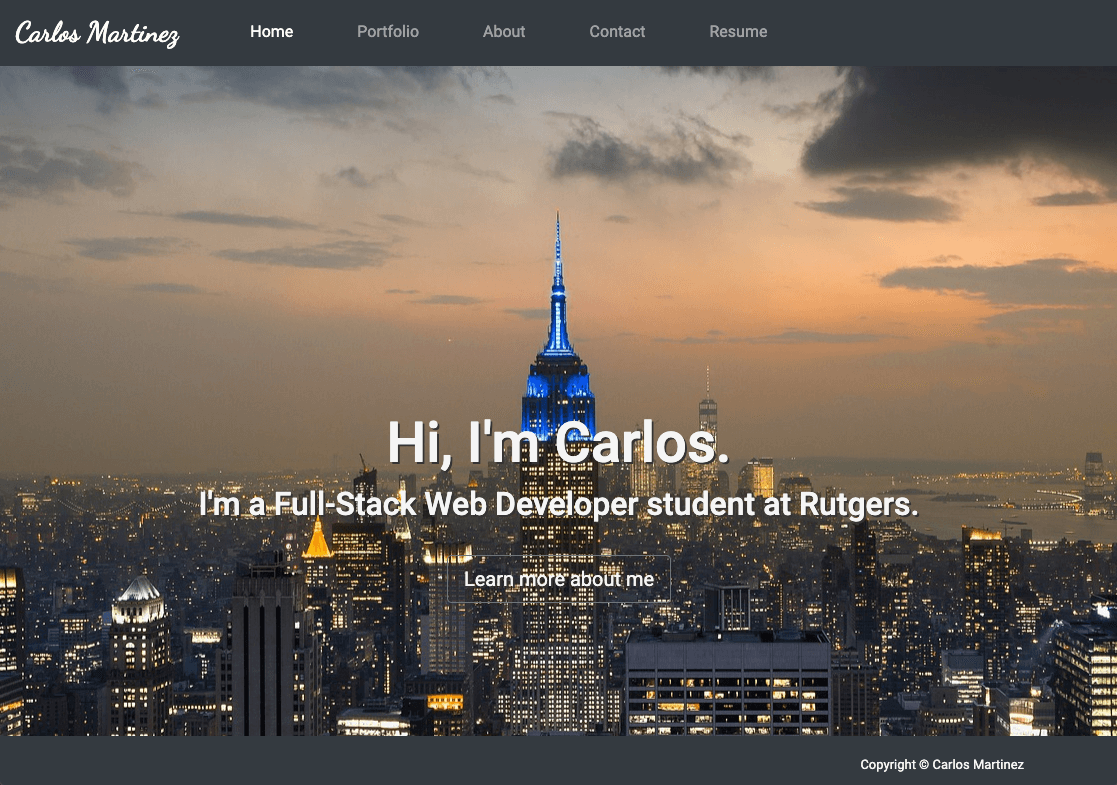 Carlos Martinez
Home
Portfolio
About
Contact
Resume
Hi, I'm Carlos.
I'm a Full-Stack Web Developer student at Rutgers.
Learn more about me
Copyright © Carlos Martinez